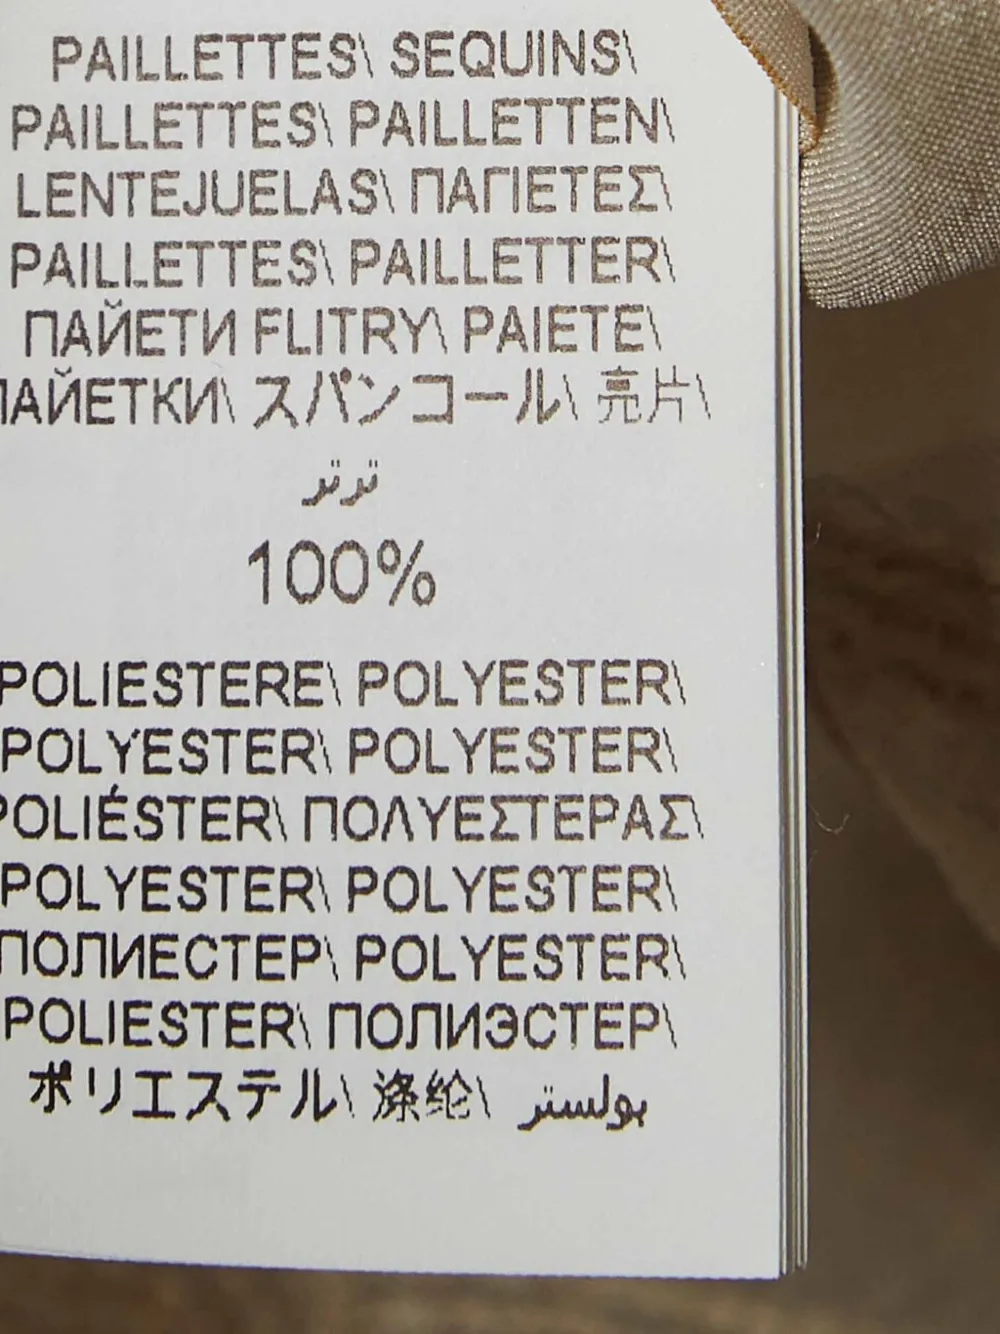 PAILLETTES\ SEQUINS\
PAILLETTES\ PAILLETTEN\
LENTEJUELAS\ ΠΑΓΙΕΤΕΣ\
PAILLETTES\ PAILLETTER\
ПАЙЕТИ FLITRY\ PAIETE\
ПАЙЕТКИ\ スパンコール\ 亮片\
ترتر
100%
POLIESTERE\ POLYESTER\
POLYESTER\ POLYESTER\
POLIÉSTER\ ΠΟΛΥΕΣΤΕΡΑΣ\
POLYESTER\ POLYESTER\
ПОЛИЕСТЕР\ POLYESTER\
POLIESTER\ ПОЛИЭСТЕР\
ポリエステル\ 涤纶\ بولستر